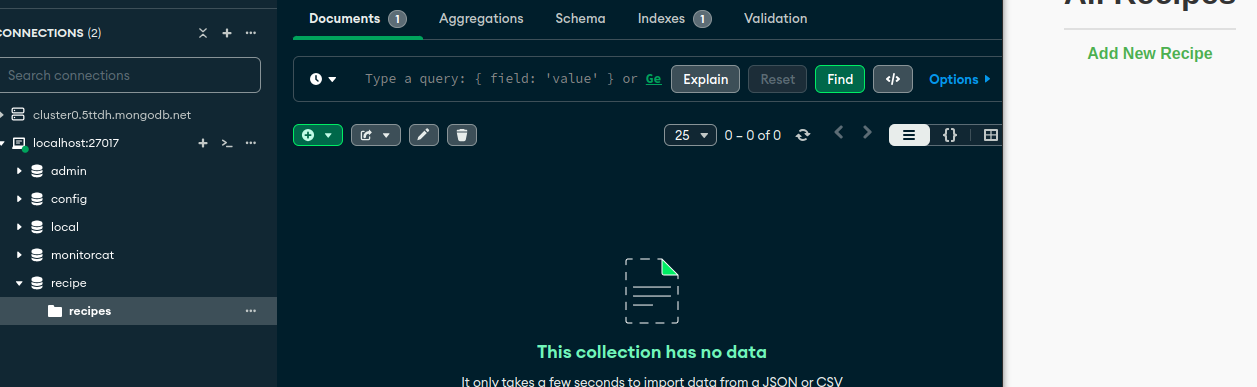 CONNECTIONS (2)
Search connections
cluster0.5ttdh.mongodb.net
localhost:27017
admin
config
local
monitorcat
recipe
recipes
Documents 1 Aggregations Schema Indexes 1 Validation
Type a query: { field: 'value' } or Ge Explain Reset Find </> Options
25 0 – 0 of 0 {}
This collection has no data
It only takes a few seconds to import data from a JSON or CSV
All Recipes
Add New Recipe